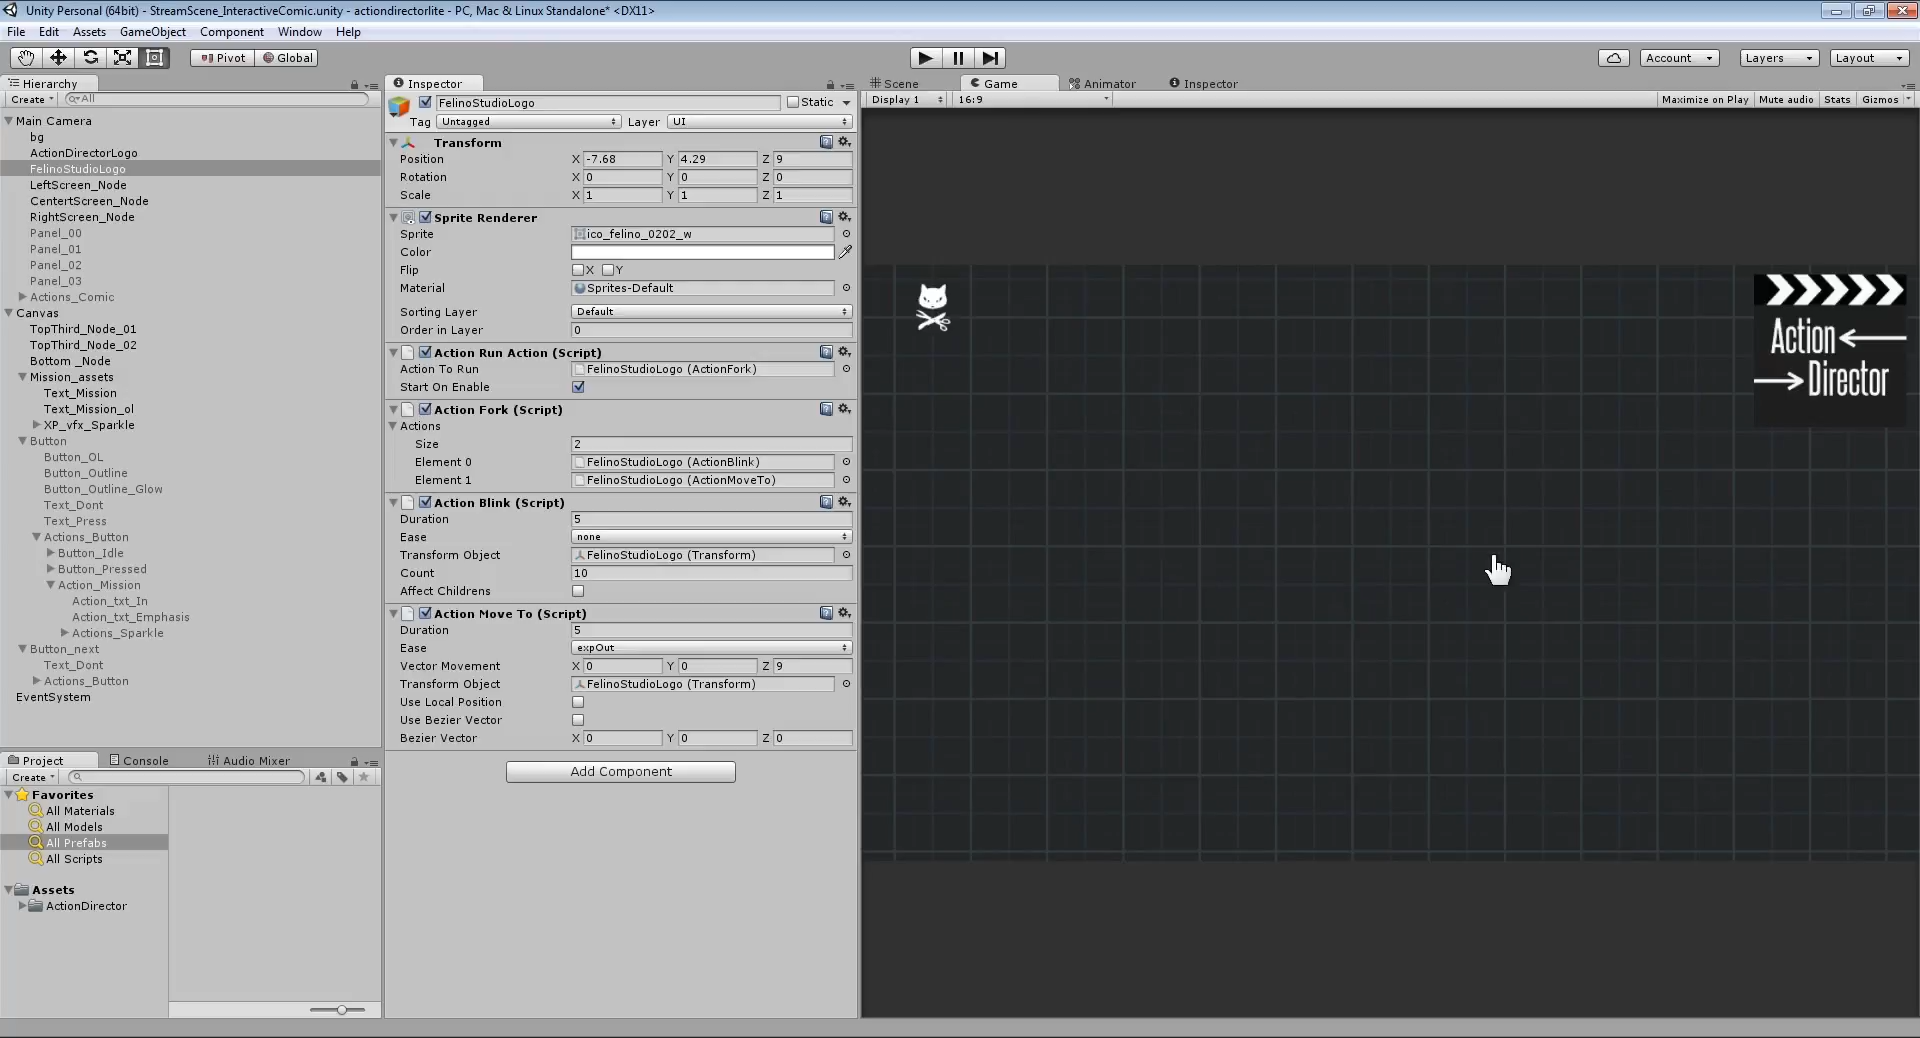 Unity Personal (64bit) - StreamScene_InteractiveComic.unity - actiondirectorlite - PC, Mac & Linux Standalone* <DX11>
File Edit Assets GameObject Component Window Help
Pivot Global Account Layers Layout
Hierarchy
Create All
Main Camera
bg
ActionDirectorLogo
FelinoStudioLogo
LeftScreen_Node
CentertScreen_Node
RightScreen_Node
Panel_00
Panel_01
Panel_02
Panel_03
Actions_Comic
Canvas
TopThird_Node_01
TopThird_Node_02
Bottom _Node
Mission_assets
Text_Mission
Text_Mission_ol
XP_vfx_Sparkle
Button
Button_OL
Button_Outline
Button_Outline_Glow
Text_Dont
Text_Press
Actions_Button
Button_Idle
Button_Pressed
Action_Mission
Action_txt_In
Action_txt_Emphasis
Actions_Sparkle
Button_next
Text_Dont
Actions_Button
EventSystem
Project Console Audio Mixer
Create
Favorites
All Materials
All Models
All Prefabs
All Scripts
Assets
ActionDirector
Inspector
FelinoStudioLogo Static
Tag Untagged Layer UI
Transform
Position X -7.68 Y 4.29 Z 9
Rotation X 0 Y 0 Z 0
Scale X 1 Y 1 Z 1
Sprite Renderer
Sprite ico_felino_0202_w
Color
Flip X Y
Material Sprites-Default
Sorting Layer Default
Order in Layer 0
Action Run Action (Script)
Action To Run FelinoStudioLogo (ActionFork)
Start On Enable
Action Fork (Script)
Actions
Size 2
Element 0 FelinoStudioLogo (ActionBlink)
Element 1 FelinoStudioLogo (ActionMoveTo)
Action Blink (Script)
Duration 5
Ease none
Transform Object FelinoStudioLogo (Transform)
Count 10
Affect Childrens
Action Move To (Script)
Duration 5
Ease expOut
Vector Movement X 0 Y 0 Z 9
Transform Object FelinoStudioLogo (Transform)
Use Local Position
Use Bezier Vector
Bezier Vector X 0 Y 0 Z 0
Add Component
Scene Game Animator Inspector
Display 1 16:9 Maximize on Play Mute audio Stats Gizmos
Action
Director